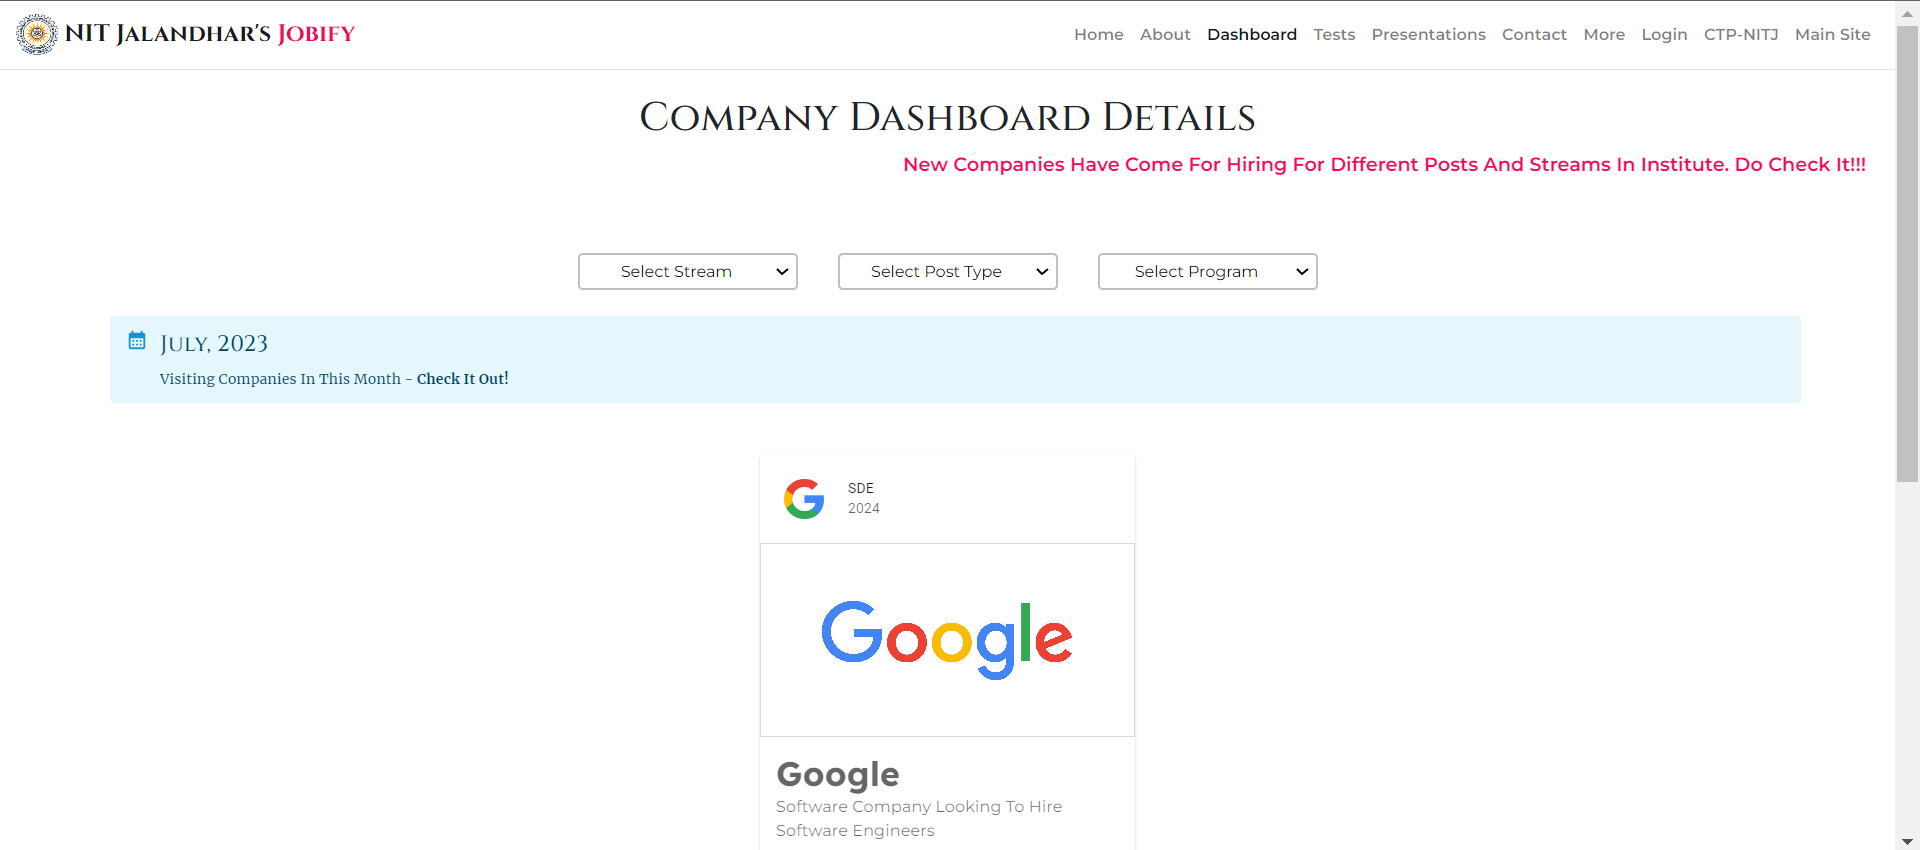 NIT Jalandhar's Jobify
Home About Dashboard Tests Presentations Contact More Login CTP-NITJ Main Site
Company Dashboard Details
New Companies Have Come For Hiring For Different Posts And Streams In Institute. Do Check It!!!
Select Stream Select Post Type Select Program
July, 2023
Visiting Companies In This Month - Check It Out!
G SDE
2024
Google
Google
Software Company Looking To Hire
Software Engineers